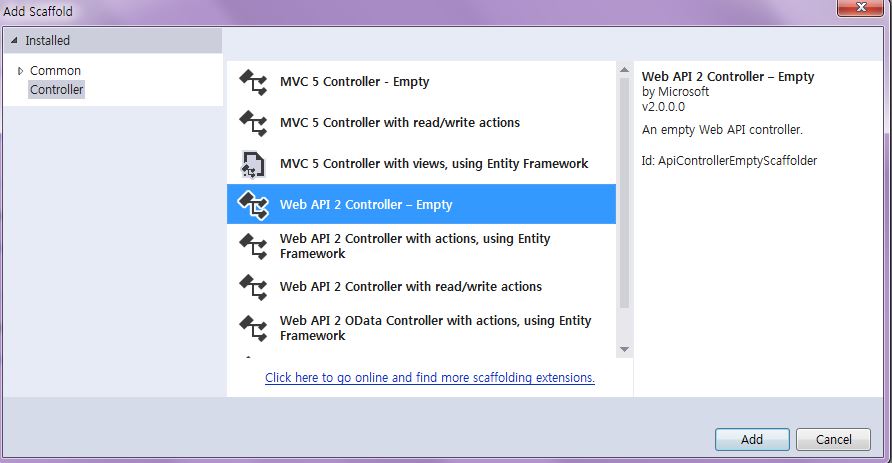 Add Scaffold
Installed
Common
Controller
MVC 5 Controller - Empty
MVC 5 Controller with read/write actions
MVC 5 Controller with views, using Entity Framework
Web API 2 Controller – Empty
Web API 2 Controller with actions, using Entity
Framework
Web API 2 Controller with read/write actions
Web API 2 OData Controller with actions, using Entity
Framework
Click here to go online and find more scaffolding extensions.
Web API 2 Controller – Empty
by Microsoft
v2.0.0.0
An empty Web API controller.
Id: ApiControllerEmptyScaffolder
Add
Cancel